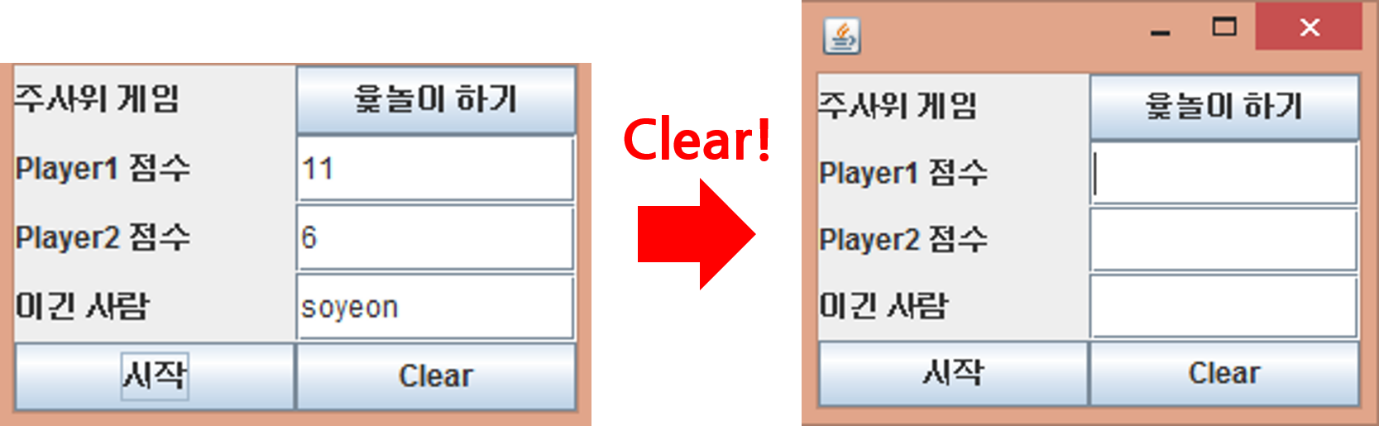 주사위 게임 윷놀이 하기
Player1 점수 11
Player2 점수 6
이긴 사람 soyeon
시작 Clear
Clear!
주사위 게임 윷놀이 하기
Player1 점수
Player2 점수
이긴 사람
시작 Clear